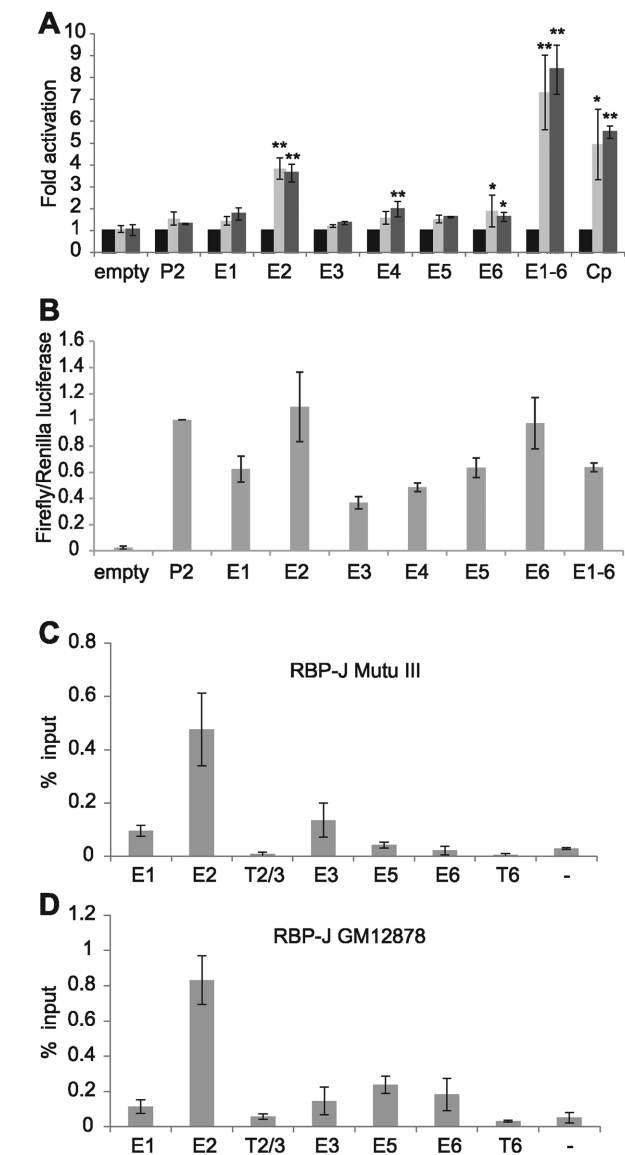 A
Fold activation
10
9
8
7
6
5
4
3
2
1
0
** **
** * * ** ** * **
empty P2 E1 E2 E3 E4 E5 E6 E1-6 Cp
B
Firefly/Renilla luciferase
1.6
1.4
1.2
1
0.8
0.6
0.4
0.2
0
empty P2 E1 E2 E3 E4 E5 E6 E1-6
C
RBP-J Mutu III
% input
0.8
0.6
0.4
0.2
0
E1 E2 T2/3 E3 E5 E6 T6 -
D
RBP-J GM12878
% input
1.2
1
0.8
0.6
0.4
0.2
0
E1 E2 T2/3 E3 E5 E6 T6 -